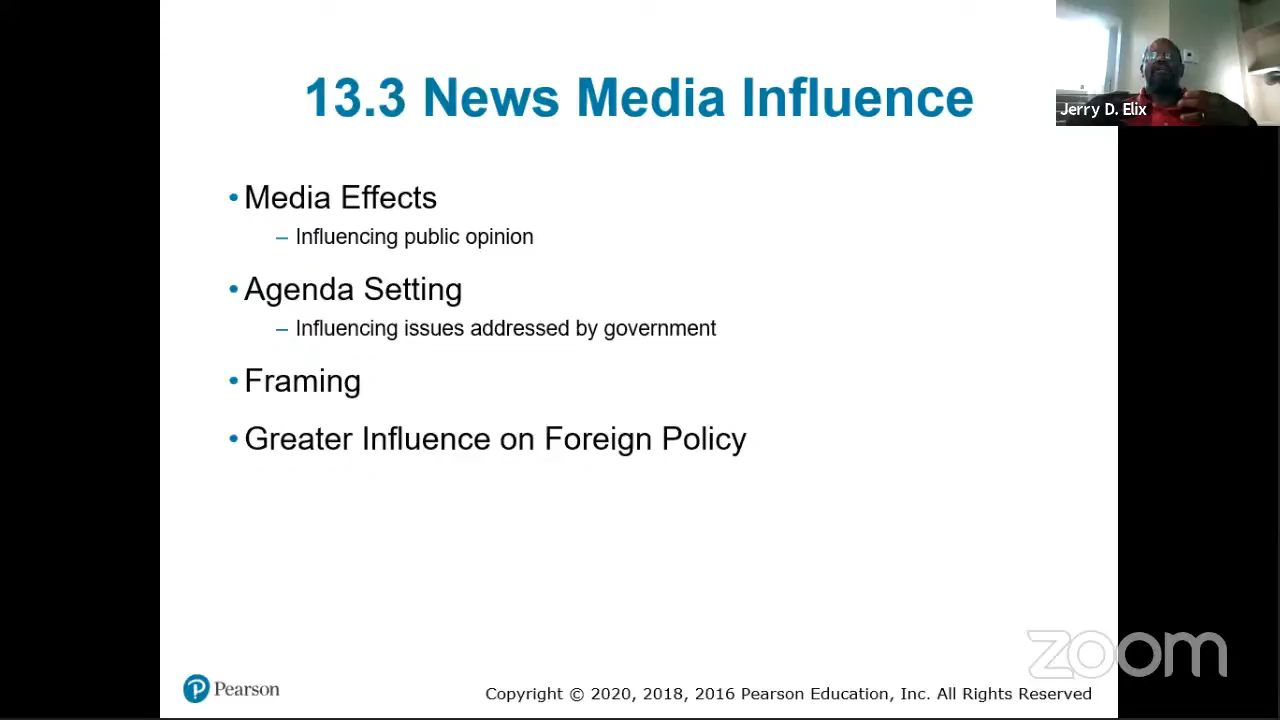 13.3 News Media Influence
Jerry D. Elix
• Media Effects
– Influencing public opinion
• Agenda Setting
– Influencing issues addressed by government
• Framing
• Greater Influence on Foreign Policy
zoom
Pearson
Copyright © 2020, 2018, 2016 Pearson Education, Inc. All Rights Reserved